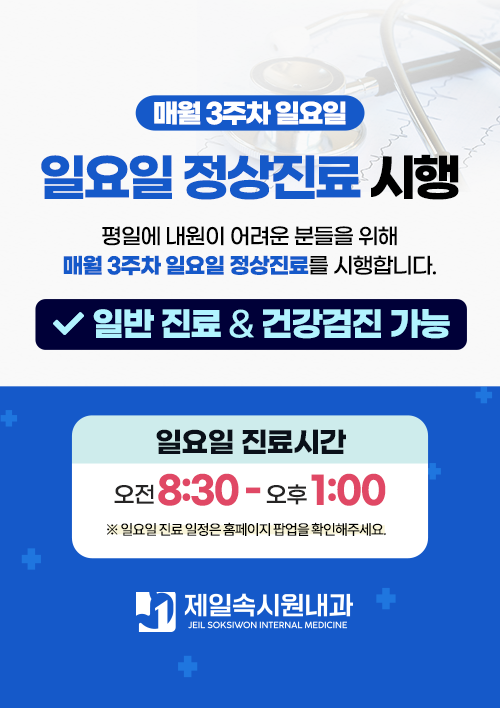 매월 3주차 일요일
일요일 정상진료 시행
평일에 내원이 어려운 분들을 위해
매월 3주차 일요일 정상진료를 시행합니다.
일반 진료 & 건강검진 가능
일요일 진료시간
오전 8:30 - 오후 1:00
※ 일요일 진료 일정은 홈페이지 팝업을 확인해주세요.
제일속시원내과
JEIL SOKSIWON INTERNAL MEDICINE